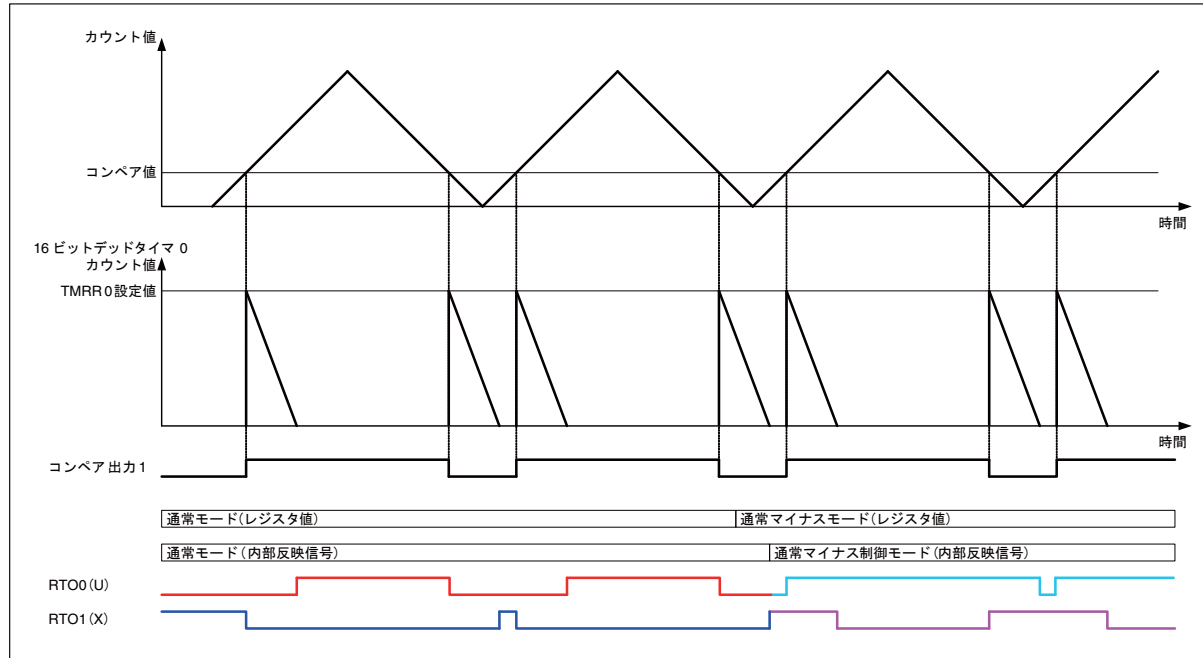 カウント値
コンペア値
時間
16 ビットデッドタイマ 0
カウント値
TMRR 0 設定値
時間
コンペア出力 1
通常モード(レジスタ値)
通常マイナスモード(レジスタ値)
通常モード(内部反映信号)
通常マイナス制御モード(内部反映信号)
RTO0 (U)
RTO1 (X)